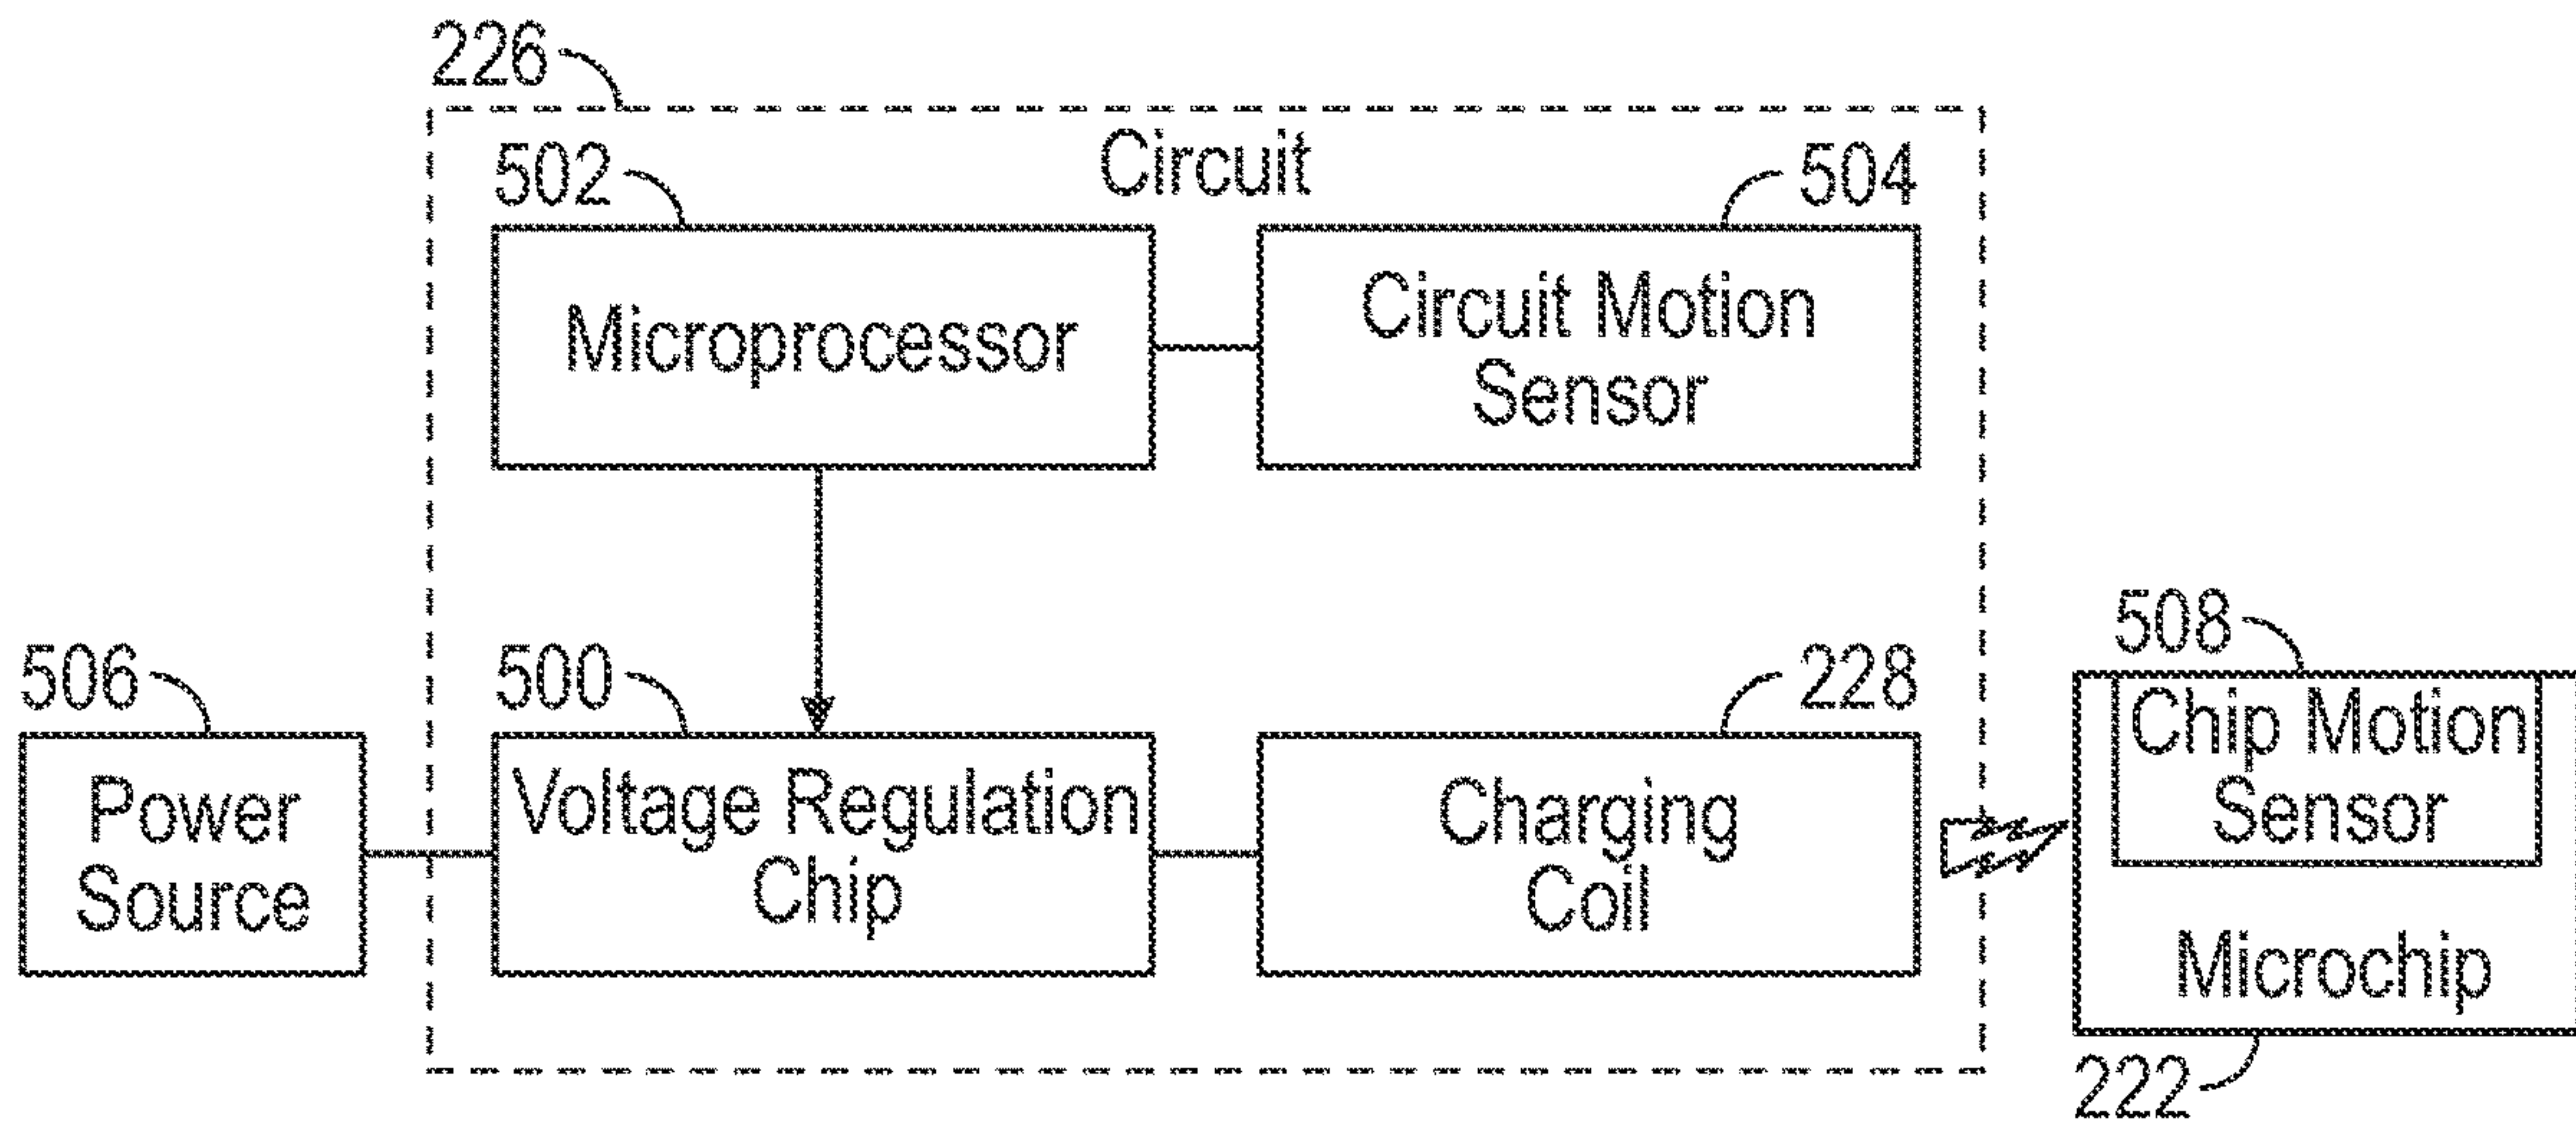 226
Circuit
502
504
Microprocessor
Circuit Motion
Sensor
506
500
228
508
Power
Source
Voltage Regulation
Chip
Charging
Coil
Chip Motion
Sensor
Microchip
222